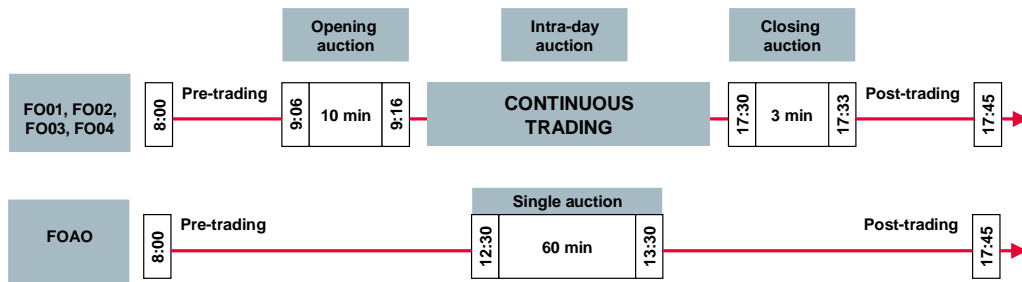 Opening
auction
Intra-day
auction
Closing
auction
FO01, FO02,
FO03, FO04
8:00
Pre-trading
9:06
10 min
9:16
CONTINUOUS
TRADING
17:30
3 min
17:33
Post-trading
17:45
FOAO
8:00
Pre-trading
Single auction
12:30
60 min
13:30
Post-trading
17:45